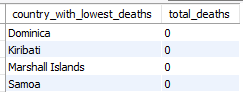 country_with_lowest_deaths total_deaths
Dominica 0
Kiribati 0
Marshall Islands 0
Samoa 0